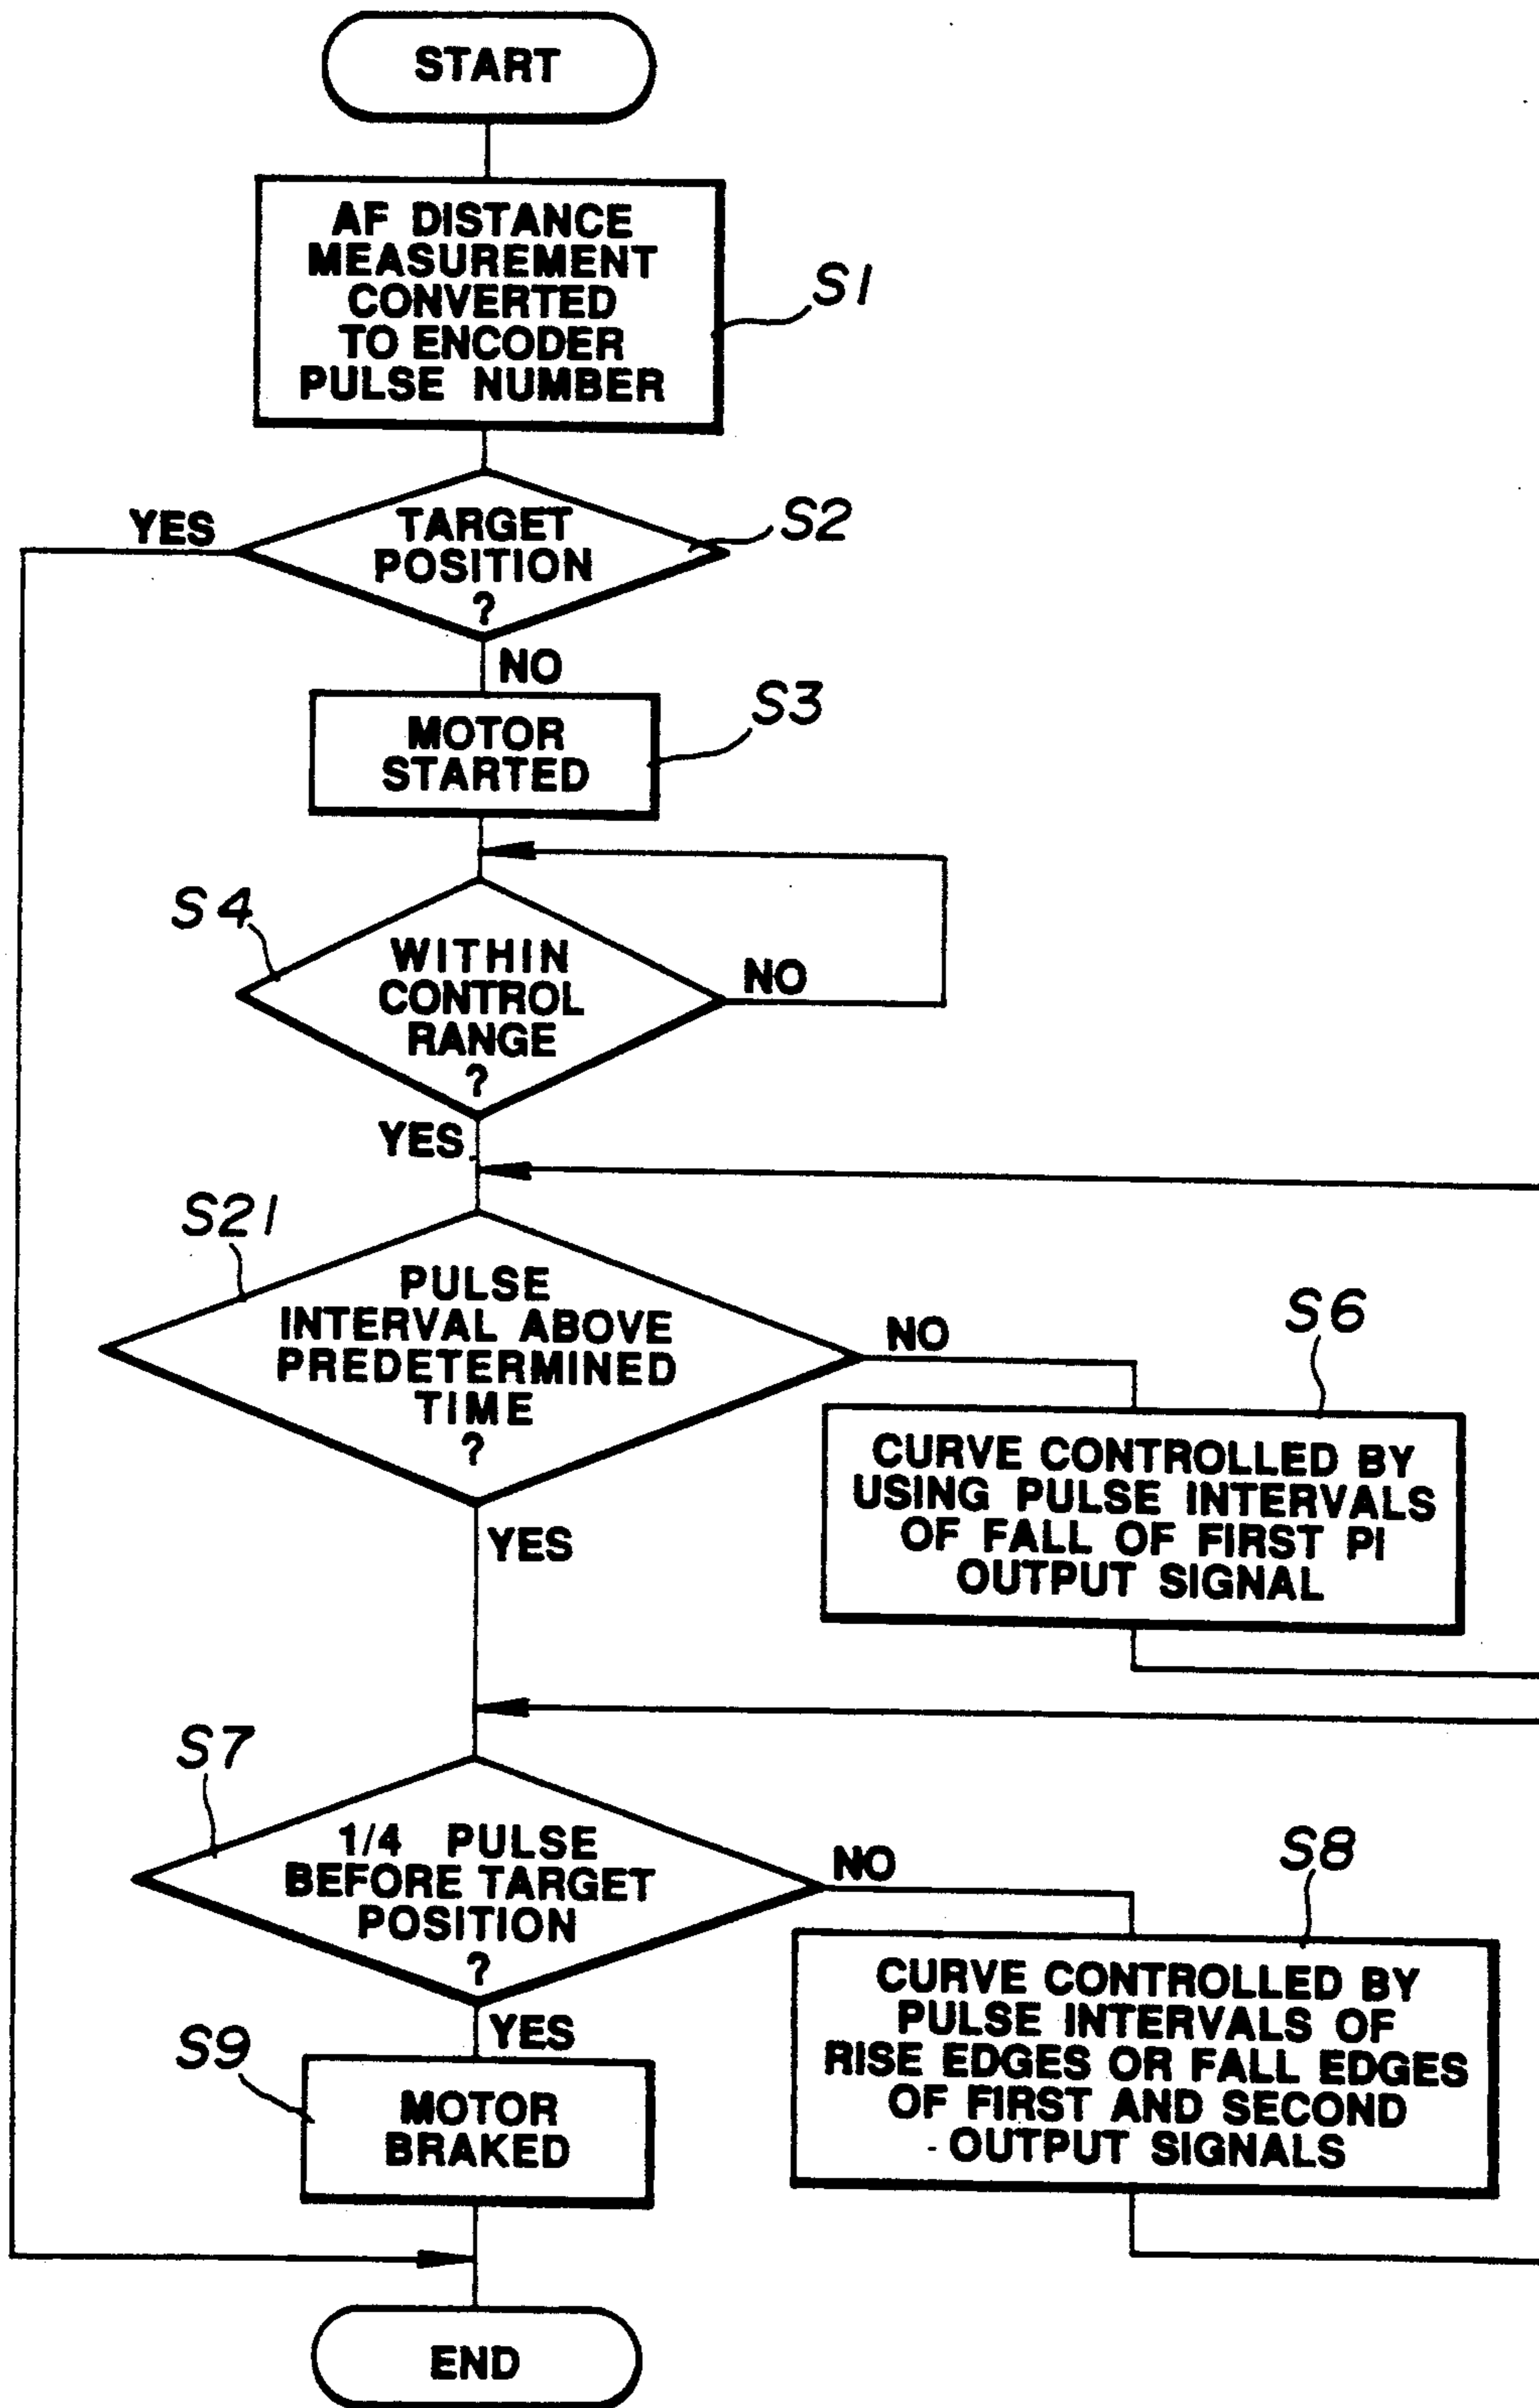 START
AF DISTANCE
MEASUREMENT
CONVERTED
TO ENCODER
PULSE NUMBER
S1
YES
TARGET
POSITION
?
S2
NO
MOTOR
STARTED
S3
S4
WITHIN
CONTROL
RANGE
?
NO
YES
S21
PULSE
INTERVAL ABOVE
PREDETERMINED
TIME
?
NO
S6
CURVE CONTROLLED BY
USING PULSE INTERVALS
OF FALL OF FIRST PI
OUTPUT SIGNAL
YES
S7
1/4 PULSE
BEFORE TARGET
POSITION
?
NO
S8
CURVE CONTROLLED BY
PULSE INTERVALS OF
RISE EDGES OR FALL EDGES
OF FIRST AND SECOND
OUTPUT SIGNALS
YES
S9
MOTOR
BRAKED
END